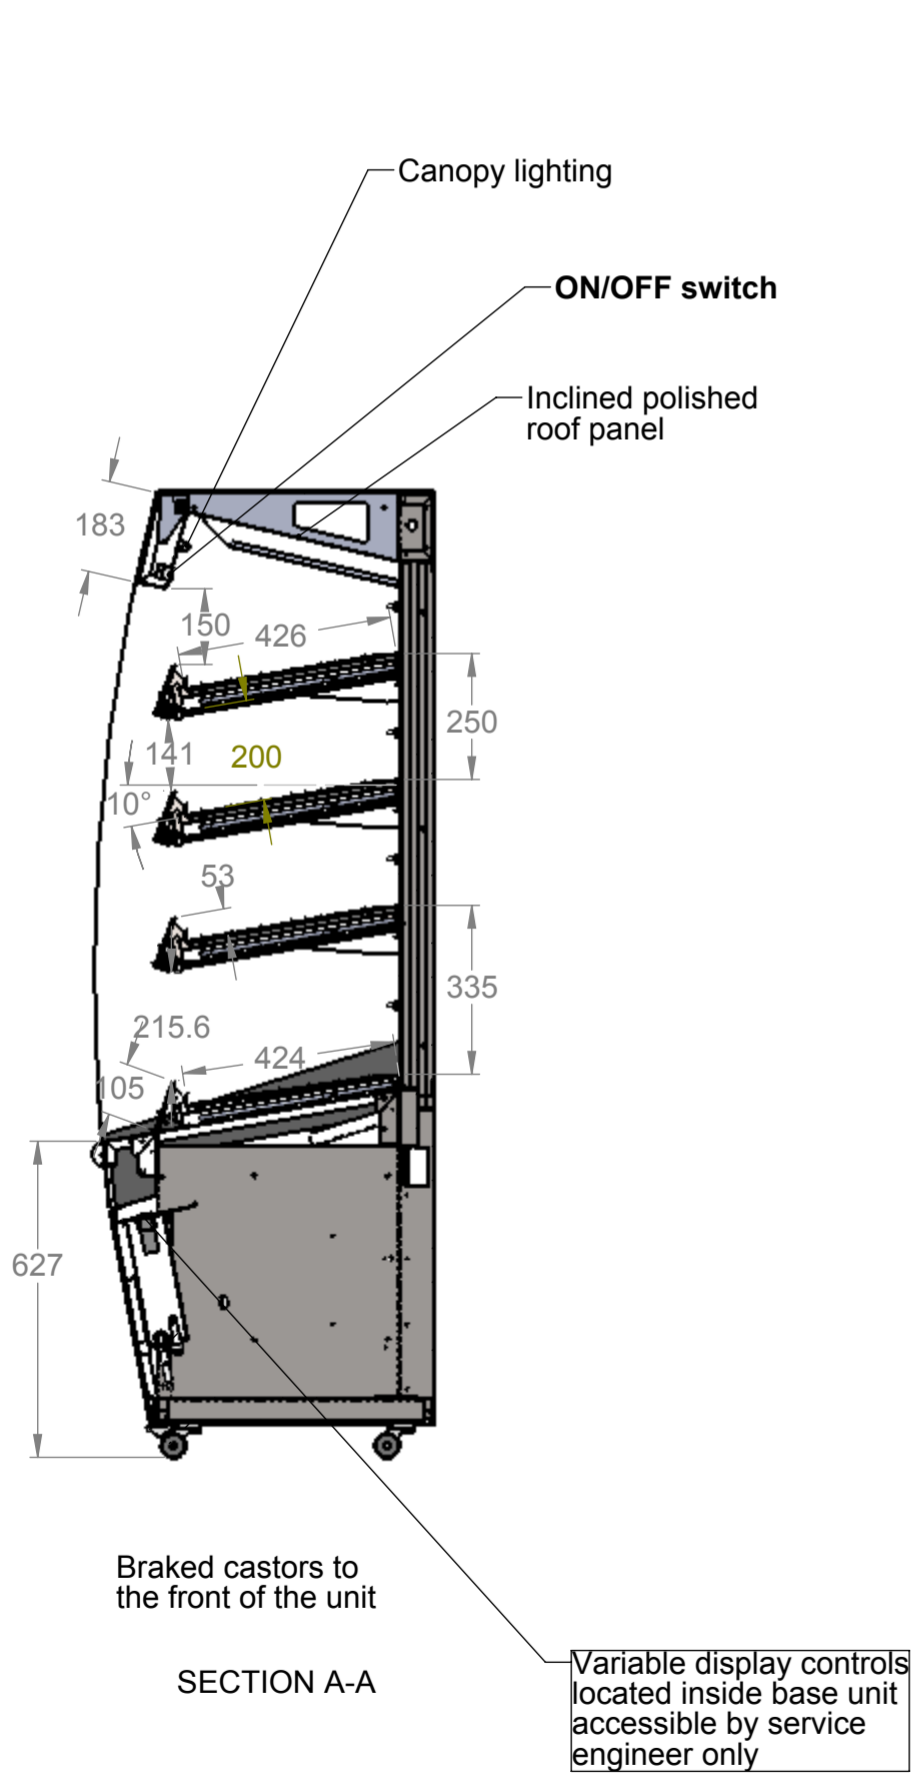 Canopy lighting
ON/OFF switch
Inclined polished
roof panel
183
150
426
250
141
200
10°
53
335
215.6
424
105
627
Braked castors to
the front of the unit
SECTION A-A
Variable display controls
located inside base unit
accessible by service
engineer only